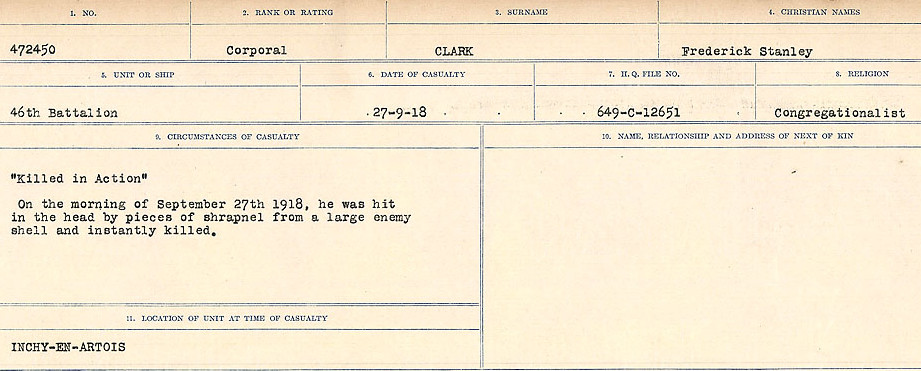 1. NO.
2. RANK OR RATING
3. SURNAME
4. CHRISTIAN NAMES
472450
Corporal
CLARK
Frederick Stanley
5. UNIT OR SHIP
6. DATE OF CASUALTY
7. H.Q. FILE NO.
8. RELIGION
46th Battalion
27-9-18
649-C-12651
Congregationalist
9. CIRCUMSTANCES OF CASUALTY
"Killed in Action"
On the morning of September 27th 1918, he was hit
in the head by pieces of shrapnel from a large enemy
shell and instantly killed.
10. NAME, RELATIONSHIP AND ADDRESS OF NEXT OF KIN
11. LOCATION OF UNIT AT TIME OF CASUALTY
INCHY-EN-ARTOIS